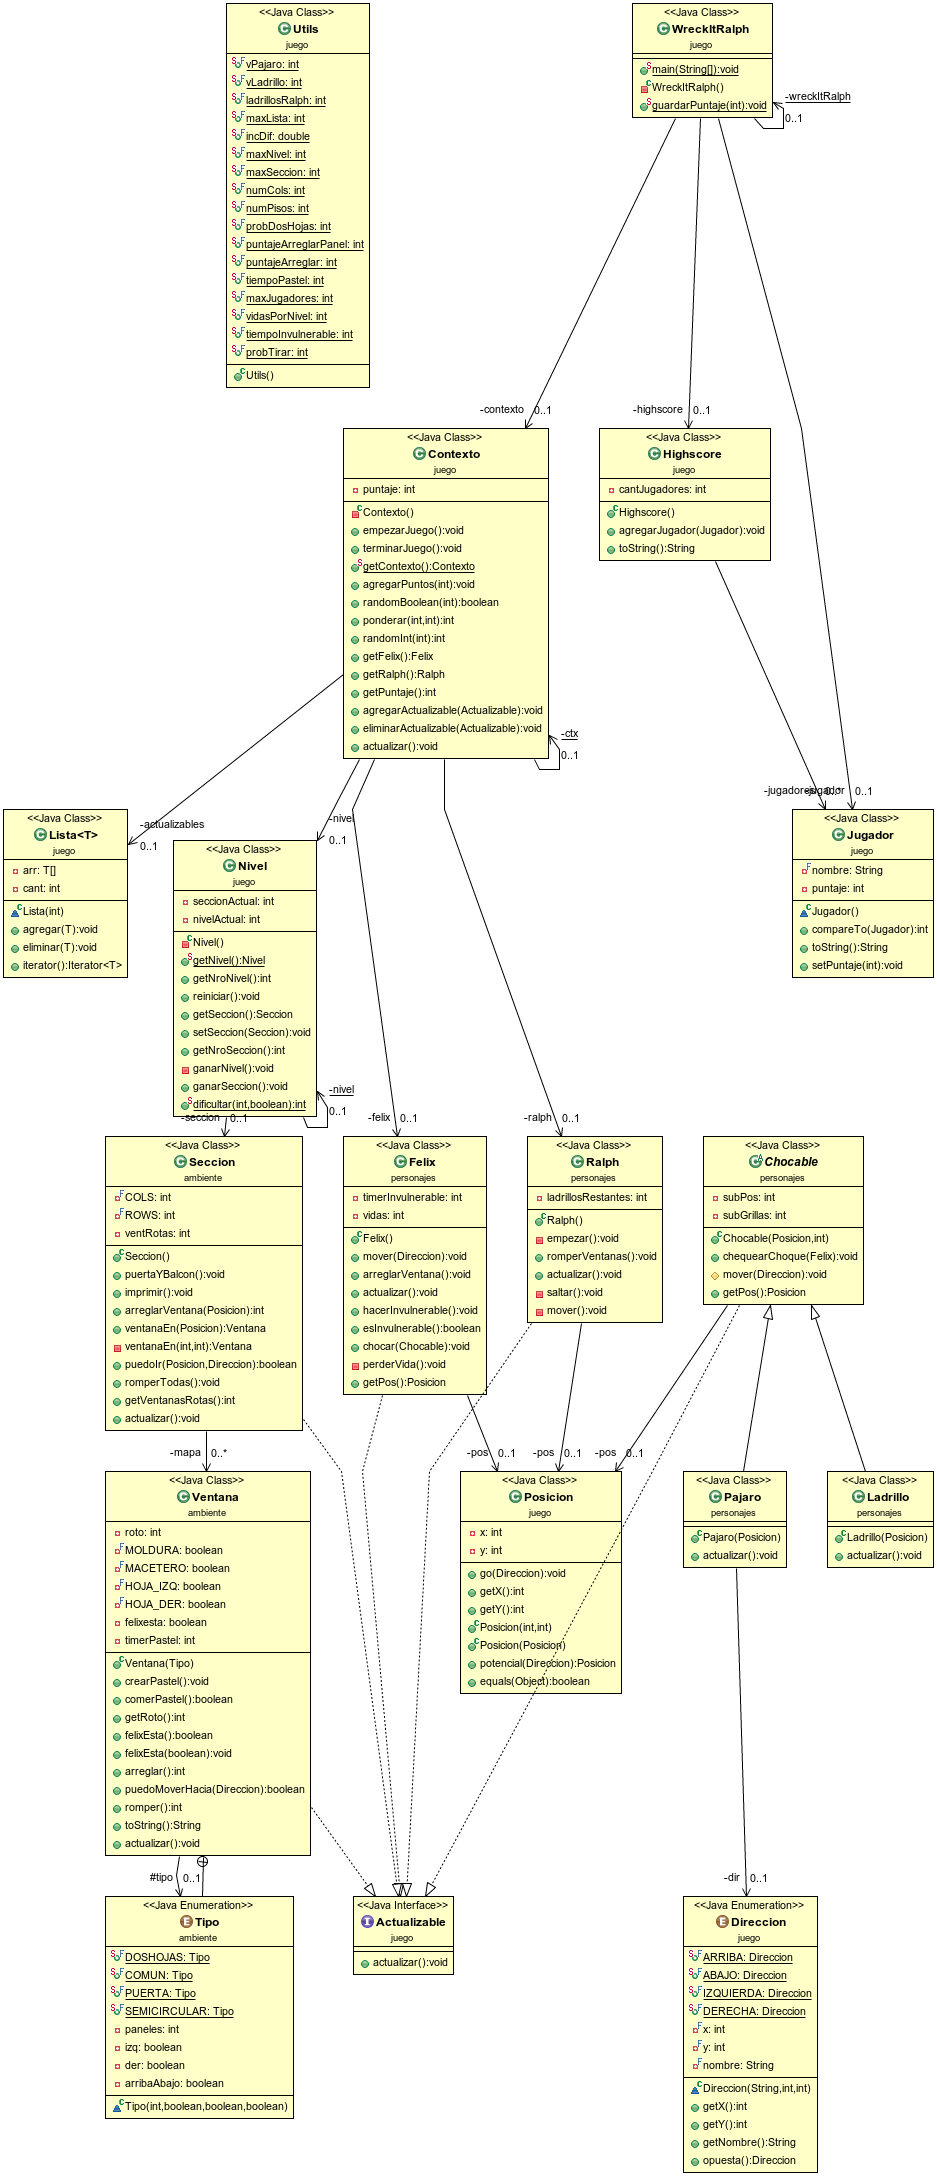 <<Java Class>>
Utils
juego
vPajaro: int
vLadrillo: int
ladrillosRalph: int
maxLista: int
incDif: double
maxNivel: int
maxSeccion: int
numCols: int
numPisos: int
probDosHojas: int
puntajeArreglarPanel: int
puntajeArreglar: int
tiempoPastel: int
maxJugadores: int
vidasPorNivel: int
tiempoInvulnerable: int
probTirar: int
Utils()
<<Java Class>>
WreckItRalph
juego
main(String[]):void
WreckItRalph()
guardarPuntaje(int):void
-wreckItRalph
0..1
-contexto
0..1
-highscore
0..1
<<Java Class>>
Contexto
juego
puntaje: int
Contexto()
empezarJuego():void
terminarJuego():void
getContexto():Contexto
agregarPuntos(int):void
randomBoolean(int):boolean
ponderar(int,int):int
randomInt(int):int
getFelix():Felix
getRalph():Ralph
getPuntaje():int
agregarActualizable(Actualizable):void
eliminarActualizable(Actualizable):void
actualizar():void
-ctx
0..1
<<Java Class>>
Highscore
juego
cantJugadores: int
Highscore()
agregarJugador(Jugador):void
toString():String
-jugador
0..1
<<Java Class>>
Jugador
juego
nombre: String
puntaje: int
Jugador()
compareTo(Jugador):int
toString():String
setPuntaje(int):void
-actualizables
0..1
<<Java Class>>
Lista<T>
juego
arr: T[]
cant: int
Lista(int)
agregar(T):void
eliminar(T):void
iterator():Iterator<T>
-nivel
0..1
<<Java Class>>
Nivel
juego
seccionActual: int
nivelActual: int
Nivel()
getNivel():Nivel
getNroNivel():int
reiniciar():void
getSeccion():Seccion
setSeccion(Seccion):void
getNroSeccion():int
ganarNivel():void
ganarSeccion():void
dificultar(int,boolean):int
-nivel
0..1
-seccion
0..1
-felix
0..1
-ralph
0..1
<<Java Class>>
Seccion
ambiente
COLS: int
ROWS: int
ventRotas: int
Seccion()
puertaYBalcon():void
imprimir():void
arreglarVentana(Posicion):int
ventanaEn(Posicion):Ventana
ventanaEn(int,int):Ventana
puedoIr(Posicion,Direccion):boolean
romperTodas():void
getVentanasRotas():int
actualizar():void
<<Java Class>>
Felix
personajes
timerInvulnerable: int
vidas: int
Felix()
mover(Direccion):void
arreglarVentana():void
actualizar():void
hacerInvulnerable():void
esInvulnerable():boolean
chocar(Chocable):void
perderVida():void
getPos():Posicion
<<Java Class>>
Ralph
personajes
ladrillosRestantes: int
Ralph()
empezar():void
romperVentanas():void
actualizar():void
saltar():void
mover():void
<<Java Class>>
Chocable
personajes
subPos: int
subGrillas: int
Chocable(Posicion,int)
chequearChoque(Felix):void
mover(Direccion):void
getPos():Posicion
-mapa
0..*
-pos
0..1
-pos
0..1
-pos
0..1
<<Java Class>>
Ventana
ambiente
roto: int
MOLDURA: boolean
MACETERO: boolean
HOJA_IZQ: boolean
HOJA_DER: boolean
felixesta: boolean
timerPastel: int
Ventana(Tipo)
crearPastel():void
comerPastel():boolean
getRoto():int
felixEsta():boolean
felixEsta(boolean):void
arreglar():int
puedoMoverHacia(Direccion):boolean
romper():int
toString():String
actualizar():void
<<Java Class>>
Posicion
juego
x: int
y: int
go(Direccion):void
getX():int
getY():int
Posicion(int,int)
Posicion(Posicion)
potencial(Direccion):Posicion
equals(Object):boolean
<<Java Class>>
Pajaro
personajes
Pajaro(Posicion)
actualizar():void
<<Java Class>>
Ladrillo
personajes
Ladrillo(Posicion)
actualizar():void
#tipo
0..1
-dir
0..1
<<Java Enumeration>>
Tipo
ambiente
DOSHOJAS: Tipo
COMUN: Tipo
PUERTA: Tipo
SEMICIRCULAR: Tipo
paneles: int
izq: boolean
der: boolean
arribaAbajo: boolean
Tipo(int,boolean,boolean,boolean)
<<Java Interface>>
Actualizable
juego
actualizar():void
<<Java Enumeration>>
Direccion
juego
ARRIBA: Direccion
ABAJO: Direccion
IZQUIERDA: Direccion
DERECHA: Direccion
x: int
y: int
nombre: String
Direccion(String,int,int)
getX():int
getY():int
getNombre():String
opuesta():Direccion